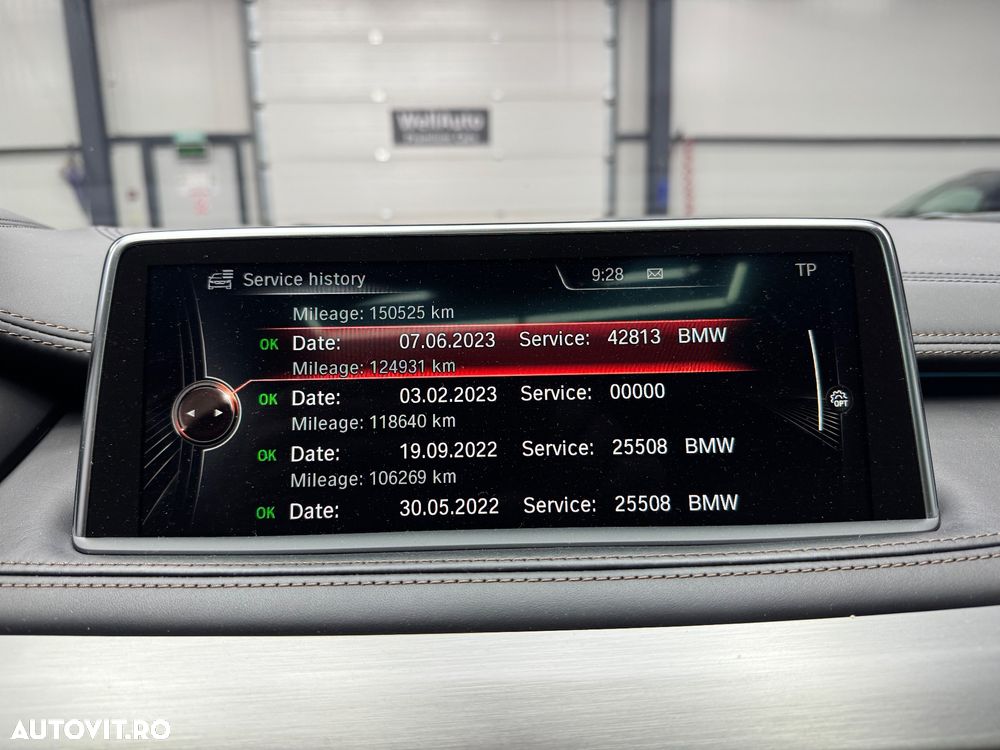 WollAuto
Service history
9:28
TP
Mileage: 150525 km
OK Date: 07.06.2023 Service: 42813 BMW
Mileage: 124931 km
OK Date: 03.02.2023 Service: 00000
Mileage: 118640 km
OPT
OK Date: 19.09.2022 Service: 25508 BMW
Mileage: 106269 km
OK Date: 30.05.2022 Service: 25508 BMW
AUTOVIT.RO